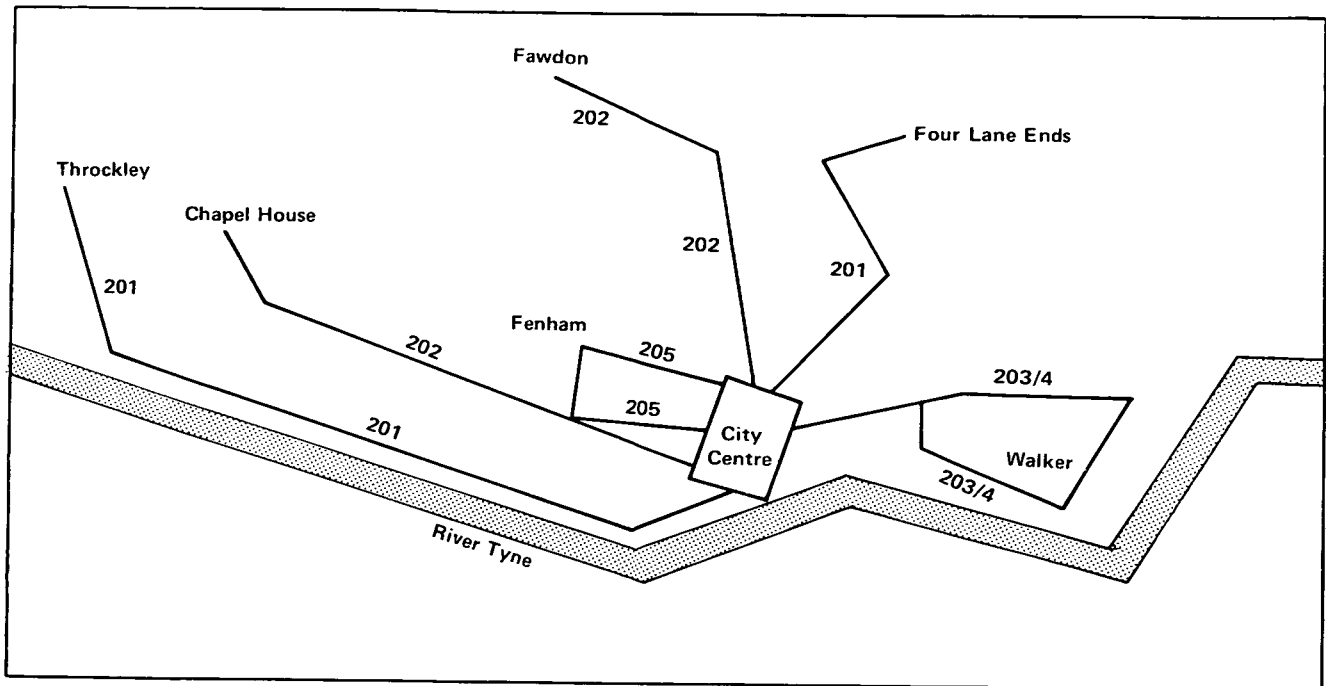 Fawdon
202
Four Lane Ends
Throckley
Chapel House
202
201
201
Fenham
205
202
203/4
205
City
Centre
201
Walker
203/4
River Tyne